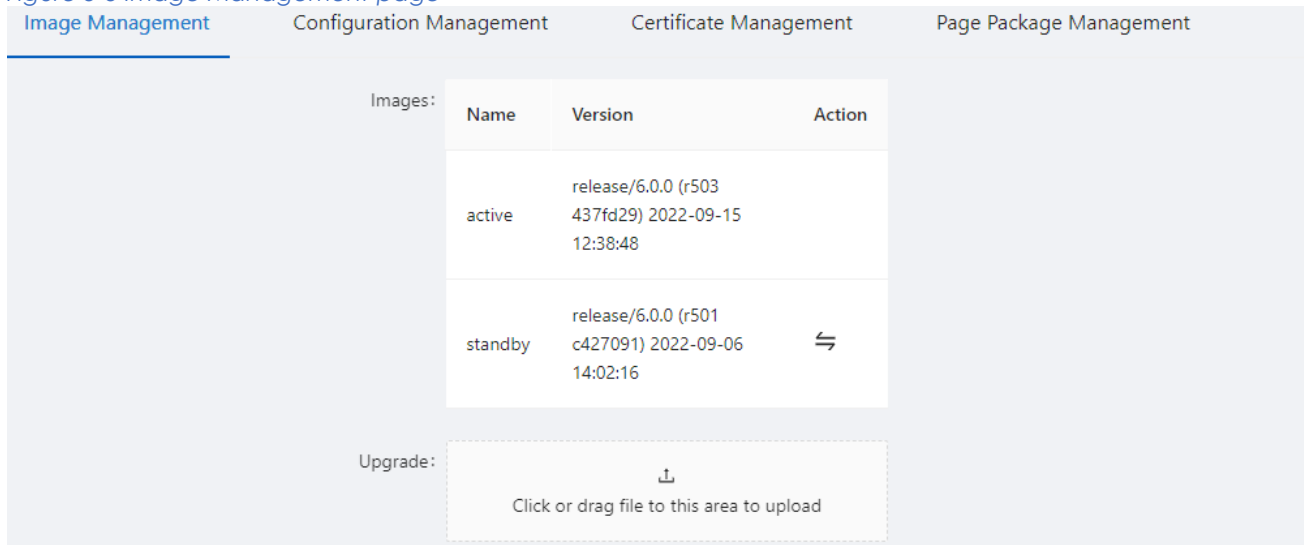 Image Management
Configuration Management
Certificate Management
Page Package Management
Images:
Name
Version
Action
active
release/6.0.0 (r503
437fd29) 2022-09-15
12:38:48
standby
release/6.0.0 (r501
c427091) 2022-09-06
14:02:16
Upgrade:
Click or drag file to this area to upload